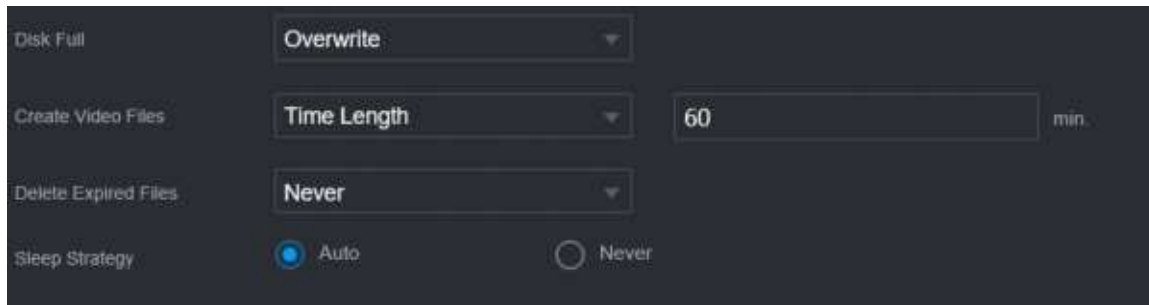 Disk Full Overwrite
Create Video Files Time Length 60 min.
Delete Expired Files Never
Sleep Strategy Auto Never